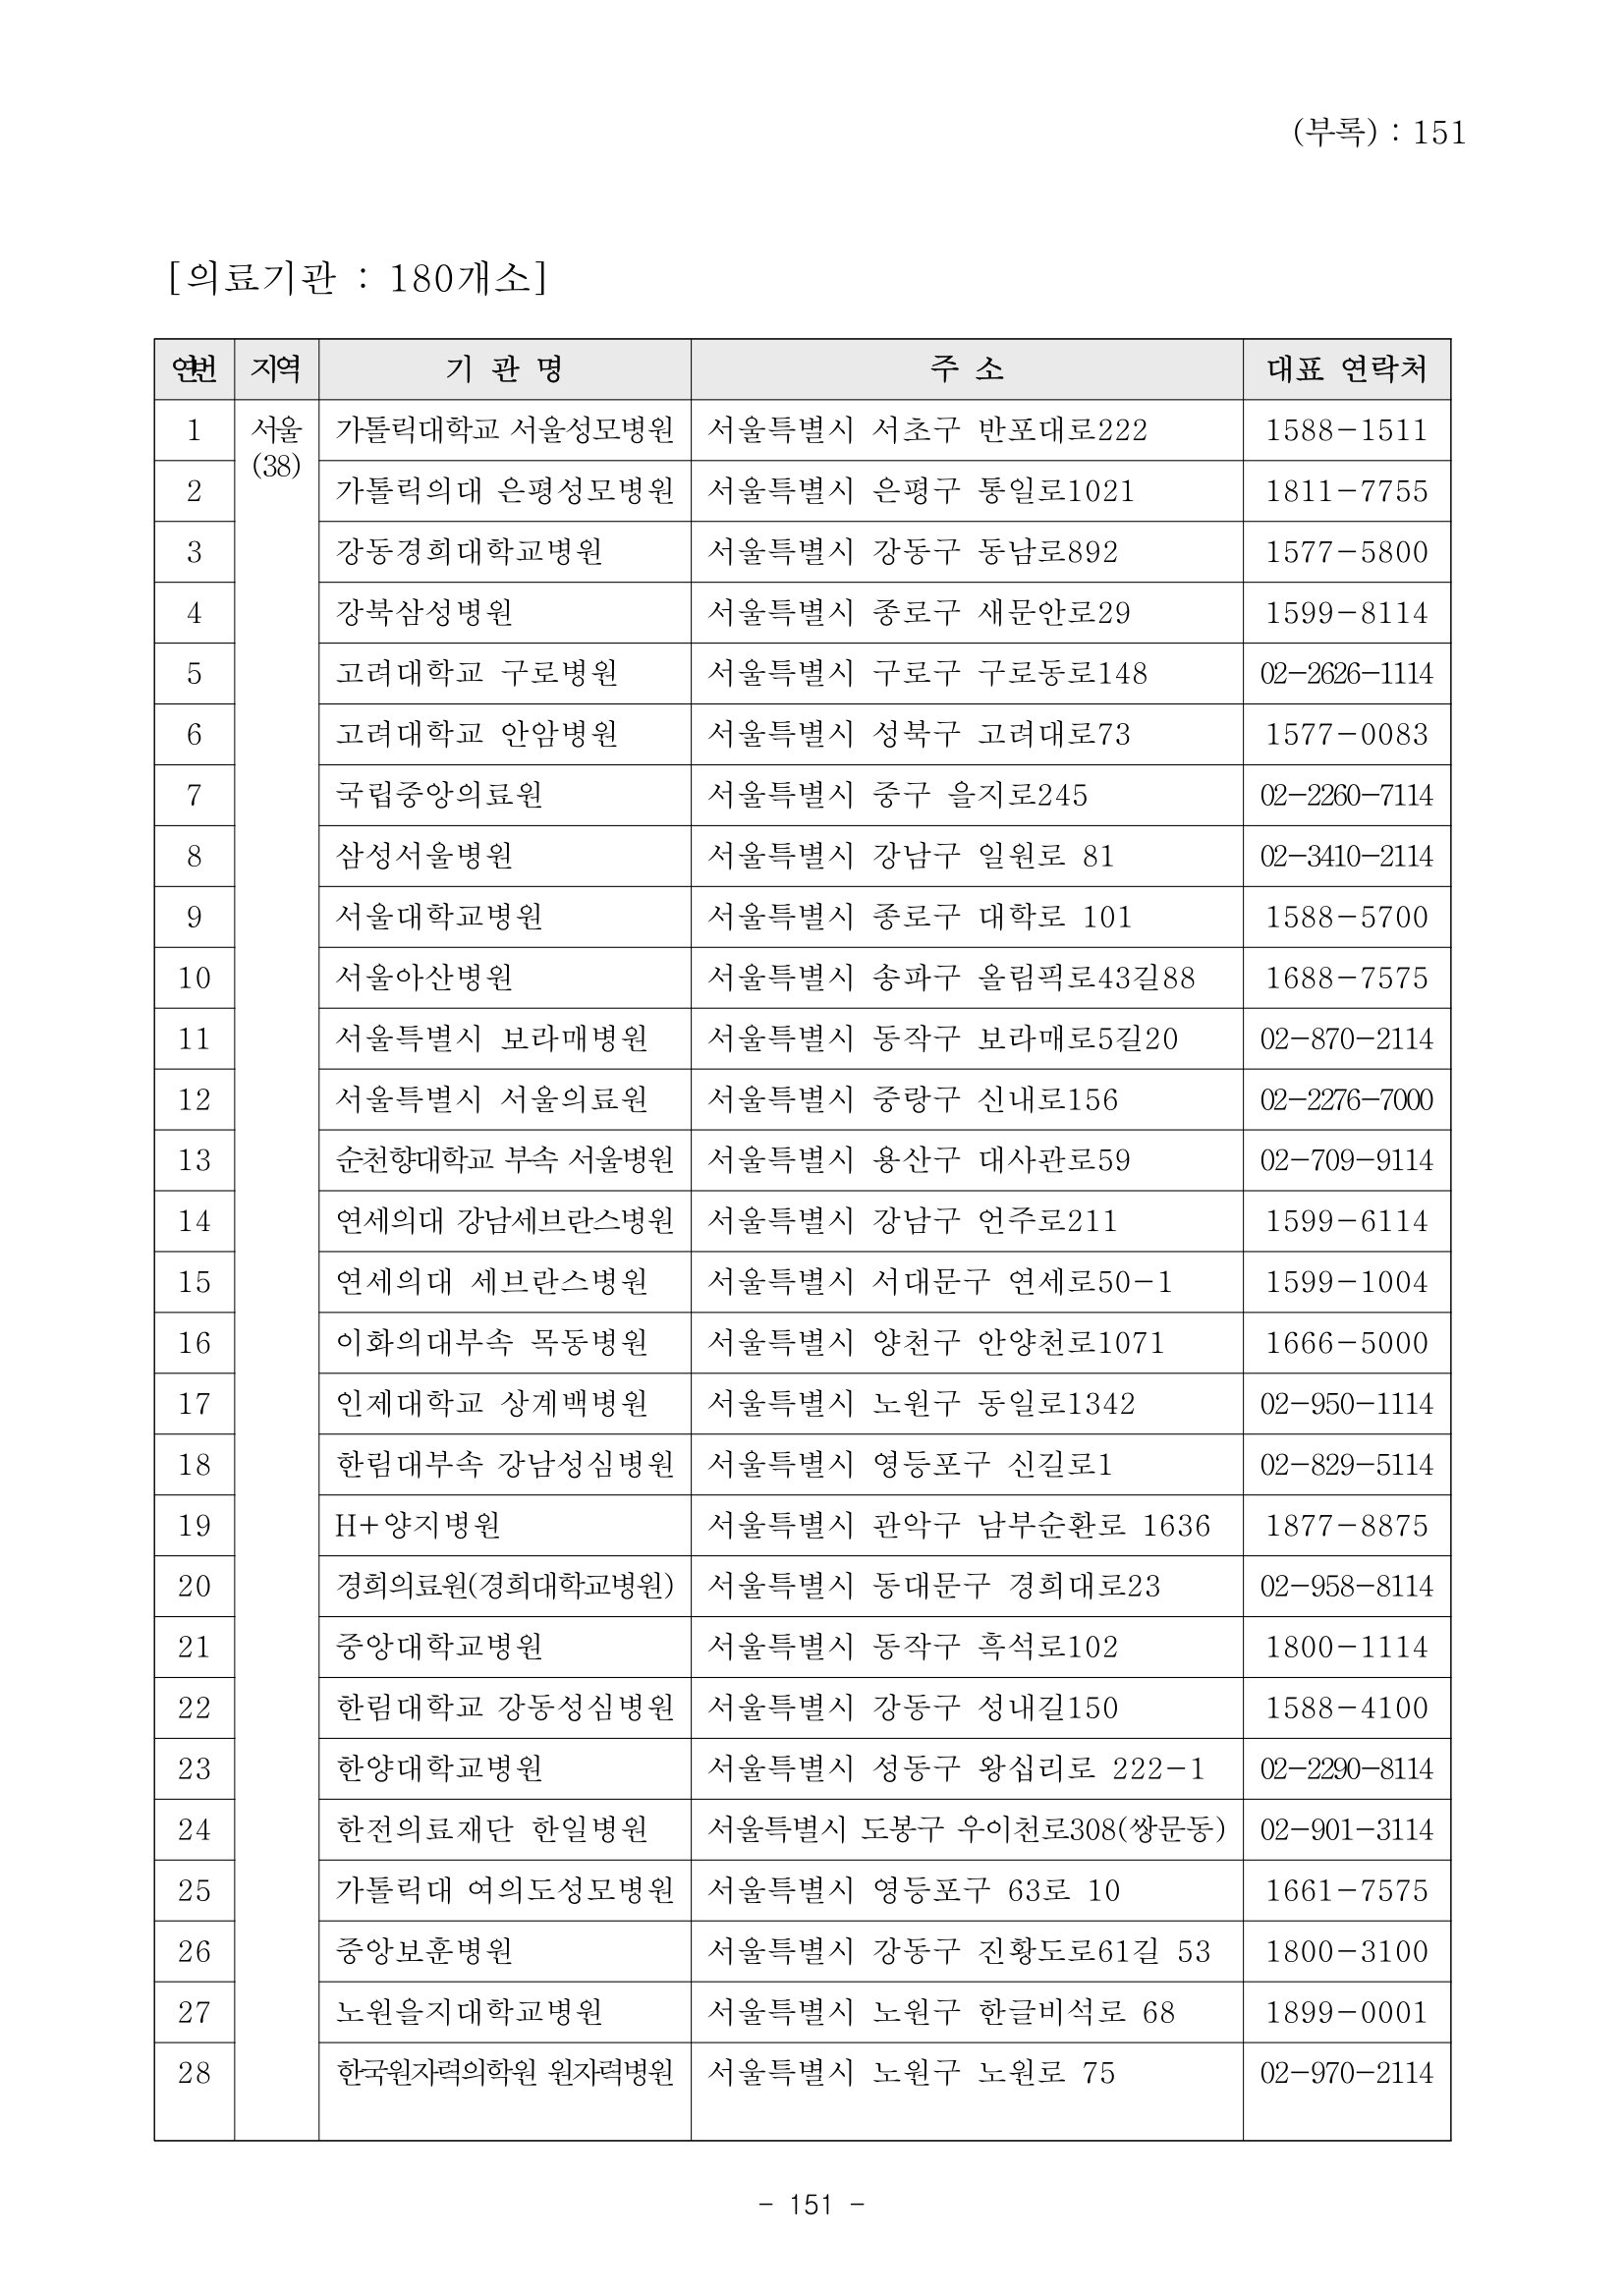 (부록) : 151
[의료기관 : 180개소]
연번 지역 기 관 명 주 소 대표 연락처
1 서울 (38) 가톨릭대학교 서울성모병원 서울특별시 서초구 반포대로222 1588-1511
2 가톨릭의대 은평성모병원 서울특별시 은평구 통일로1021 1811-7755
3 강동경희대학교병원 서울특별시 강동구 동남로892 1577-5800
4 강북삼성병원 서울특별시 종로구 새문안로29 1599-8114
5 고려대학교 구로병원 서울특별시 구로구 구로동로148 02-2626-1114
6 고려대학교 안암병원 서울특별시 성북구 고려대로73 1577-0083
7 국립중앙의료원 서울특별시 중구 을지로245 02-2260-7114
8 삼성서울병원 서울특별시 강남구 일원로 81 02-3410-2114
9 서울대학교병원 서울특별시 종로구 대학로 101 1588-5700
10 서울아산병원 서울특별시 송파구 올림픽로43길88 1688-7575
11 서울특별시 보라매병원 서울특별시 동작구 보라매로5길20 02-870-2114
12 서울특별시 서울의료원 서울특별시 중랑구 신내로156 02-2276-7000
13 순천향대학교 부속 서울병원 서울특별시 용산구 대사관로59 02-709-9114
14 연세의대 강남세브란스병원 서울특별시 강남구 언주로211 1599-6114
15 연세의대 세브란스병원 서울특별시 서대문구 연세로50-1 1599-1004
16 이화의대부속 목동병원 서울특별시 양천구 안양천로1071 1666-5000
17 인제대학교 상계백병원 서울특별시 노원구 동일로1342 02-950-1114
18 한림대부속 강남성심병원 서울특별시 영등포구 신길로1 02-829-5114
19 H+양지병원 서울특별시 관악구 남부순환로 1636 1877-8875
20 경희의료원(경희대학교병원) 서울특별시 동대문구 경희대로23 02-958-8114
21 중앙대학교병원 서울특별시 동작구 흑석로102 1800-1114
22 한림대학교 강동성심병원 서울특별시 강동구 성내길150 1588-4100
23 한양대학교병원 서울특별시 성동구 왕십리로 222-1 02-2290-8114
24 한전의료재단 한일병원 서울특별시 도봉구 우이천로308(쌍문동) 02-901-3114
25 가톨릭대 여의도성모병원 서울특별시 영등포구 63로 10 1661-7575
26 중앙보훈병원 서울특별시 강동구 진황도로61길 53 1800-3100
27 노원을지대학교병원 서울특별시 노원구 한글비석로 68 1899-0001
28 한국원자력의학원 원자력병원 서울특별시 노원구 노원로 75 02-970-2114
- 151 -